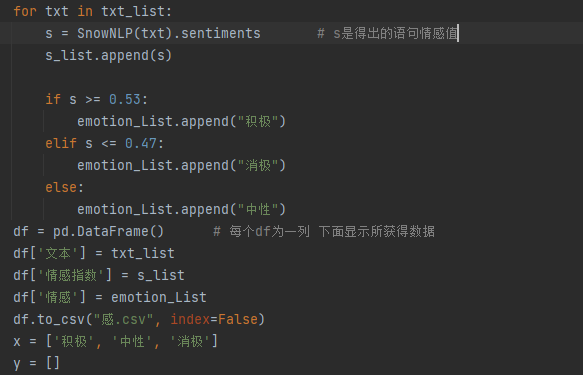 for txt in txt_list:
    s = SnowNLP(txt).sentiments       # s是得出的语句情感值
    s_list.append(s)

    if s >= 0.53:
        emotion_List.append("积极")
    elif s <= 0.47:
        emotion_List.append("消极")
    else:
        emotion_List.append("中性")
df = pd.DataFrame()      # 每个df为一列 下面显示所获得数据
df['文本'] = txt_list
df['情感指数'] = s_list
df['情感'] = emotion_List
df.to_csv("感.csv", index=False)
x = ['积极', '中性', '消极']
y = []